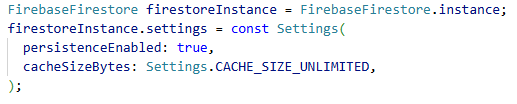 FirebaseFirestore firestoreInstance = FirebaseFirestore.instance;
firestoreInstance.settings = const Settings(
  persistenceEnabled: true,
  cacheSizeBytes: Settings.CACHE_SIZE_UNLIMITED,
);